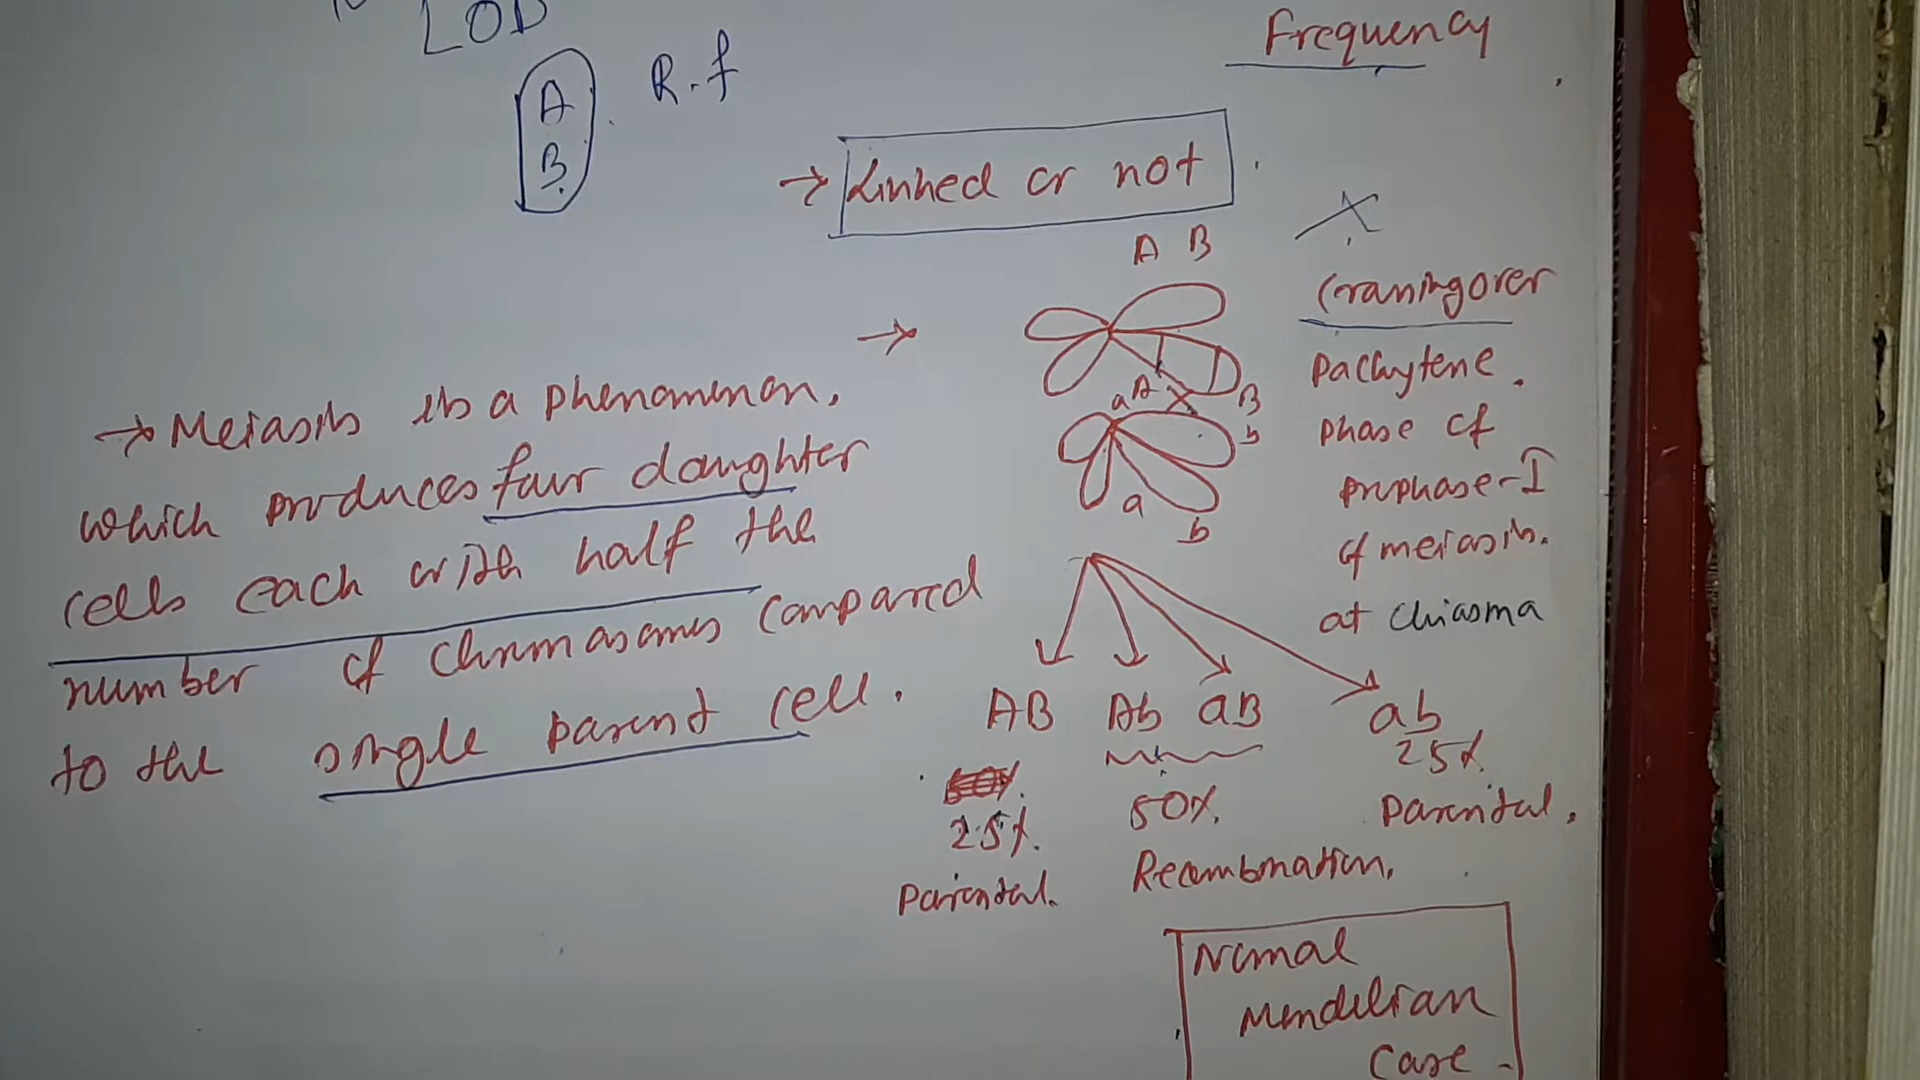 LOD
A
B
R.f
Frequency
→ Linked or not
A B
→
Crossingover
Pachytene
phase of
prophase-I
of meiosis.
at chiasma
a A B
b
a
b
→ Meiosis is a phenomenon,
which produces four daughter
cells each with half the
number of chromosomes compared
to the single parent cell.
AB Ab aB ab
25%
50%
25%
Parental.
Recombination.
Parental.
Normal
Mendelian
Case